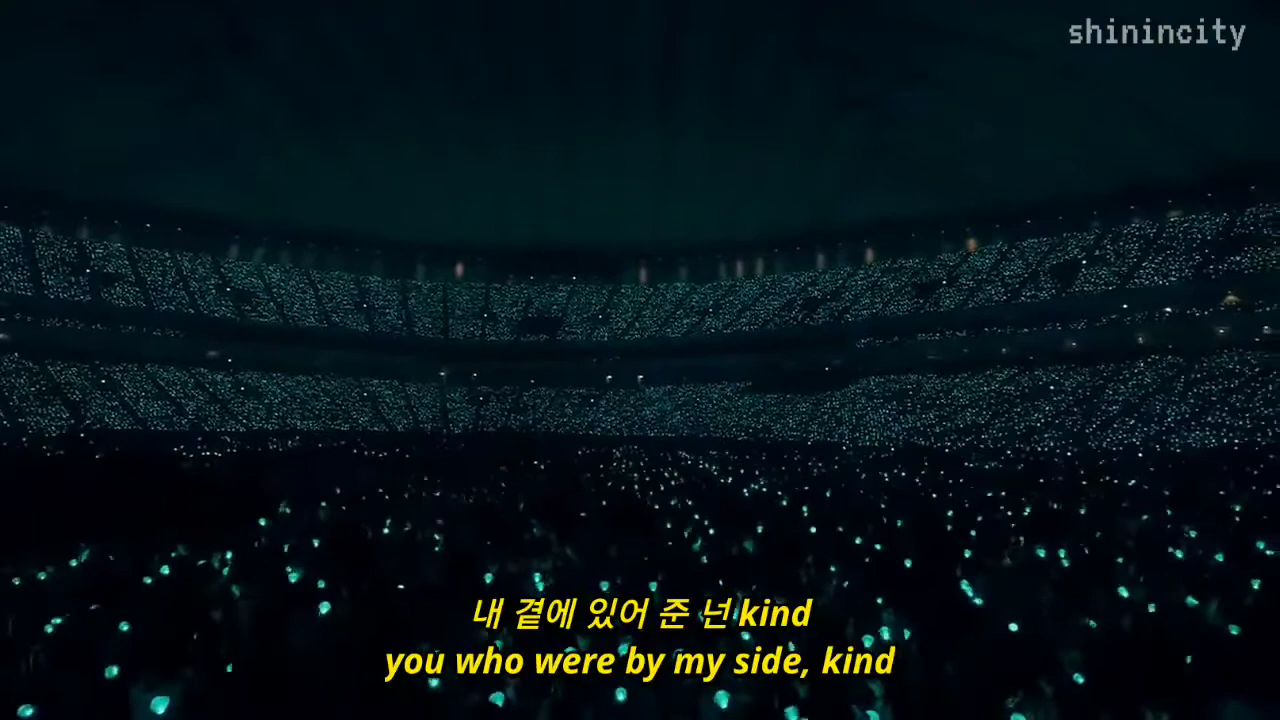 shinincity
내 곁에 있어 준 넌 kind
you who were by my side, kind